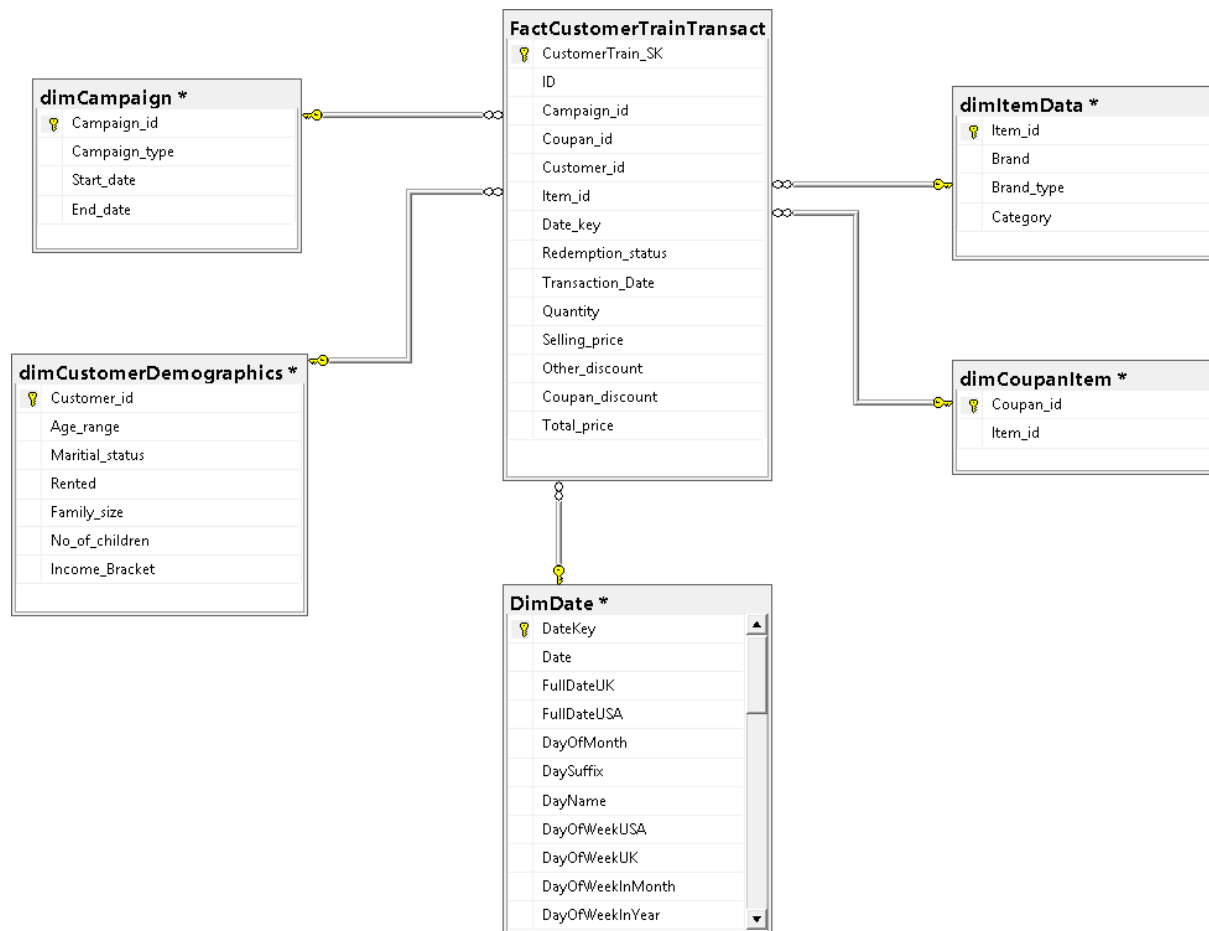 FactCustomerTrainTransact
CustomerTrain_SK
ID
Campaign_id
Coupan_id
Customer_id
Item_id
Date_key
Redemption_status
Transaction_Date
Quantity
Selling_price
Other_discount
Coupan_discount
Total_price
dimCampaign *
Campaign_id
Campaign_type
Start_date
End_date
dimItemData *
Item_id
Brand
Brand_type
Category
dimCustomerDemographics *
Customer_id
Age_range
Maritial_status
Rented
Family_size
No_of_children
Income_Bracket
dimCoupanItem *
Coupan_id
Item_id
DimDate *
DateKey
Date
FullDateUK
FullDateUSA
DayOfMonth
DaySuffix
DayName
DayOfWeekUSA
DayOfWeekUK
DayOfWeekInMonth
DayOfWeekInYear